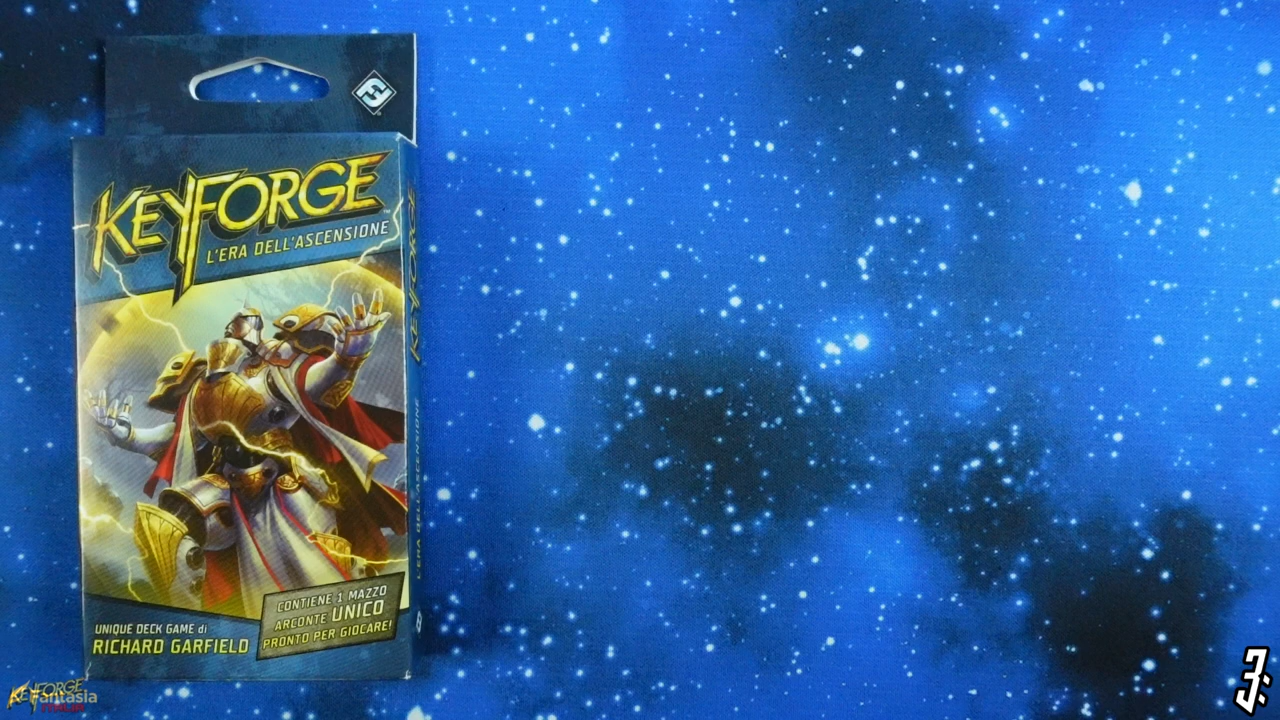 KEYFORGE
L'ERA DELL'ASCENSIONE
KEYFORGE
L'ERA DELL'ASCENSIONE
CONTIENE 1 MAZZO
ARCONTE UNICO
PRONTO PER GIOCARE!
UNIQUE DECK GAME di
RICHARD GARFIELD
KEYFORGE
Fantasia